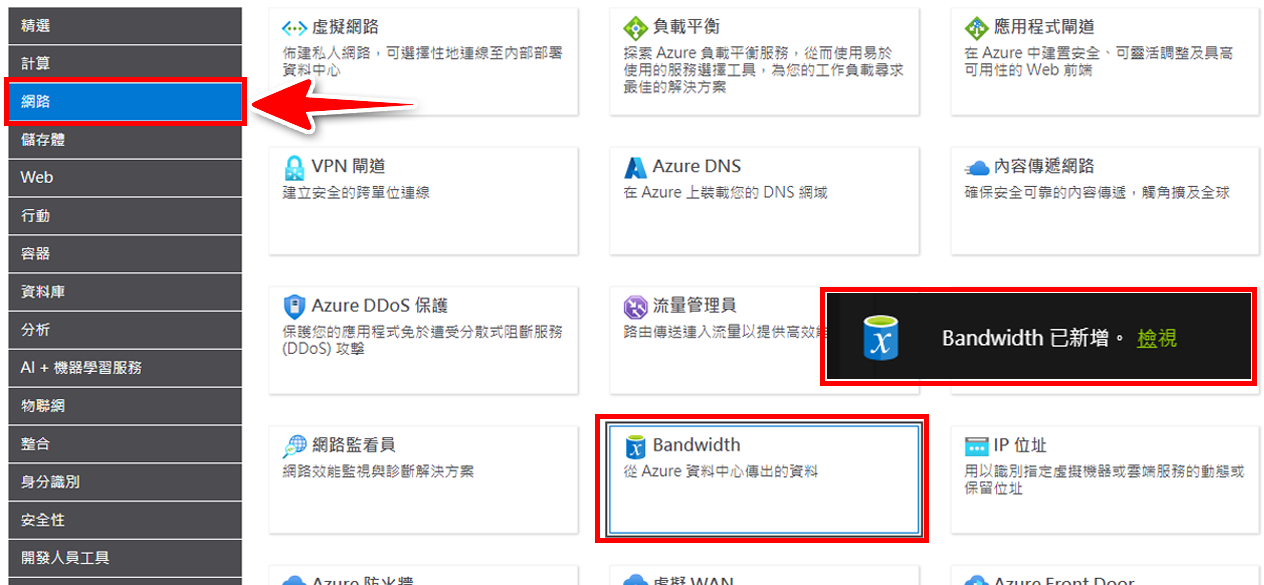 精選
計算
網路
儲存體
Web
行動
容器
資料庫
分析
AI + 機器學習服務
物聯網
整合
身分識別
安全性
開發人員工具
虛擬網路
佈建私人網路，可選擇性地連線至內部部署
資料中心
負載平衡
探索 Azure 負載平衡服務，從而使用易於
使用的服務選擇工具，為您的工作負載尋求
最佳的解決方案
應用程式閘道
在 Azure 中建置安全、可靈活調整及具高
可用性的 Web 前端
VPN 閘道
建立安全的跨單位連線
Azure DNS
在 Azure 上裝載您的 DNS 網域
內容傳遞網路
確保安全可靠的內容傳遞，觸角擴及全球
Azure DDoS 保護
保護您的應用程式免於遭受分散式阻斷服務
(DDoS) 攻擊
流量管理員
路由傳送連入流量以提供高效能
Bandwidth 已新增。 檢視
網路監看員
網路效能監視與診斷解決方案
Bandwidth
從 Azure 資料中心傳出的資料
IP 位址
用以識別指定虛擬機器或雲端服務的動態或
保留位址
Azure 防火牆
虛擬 WAN
Azure Front Door